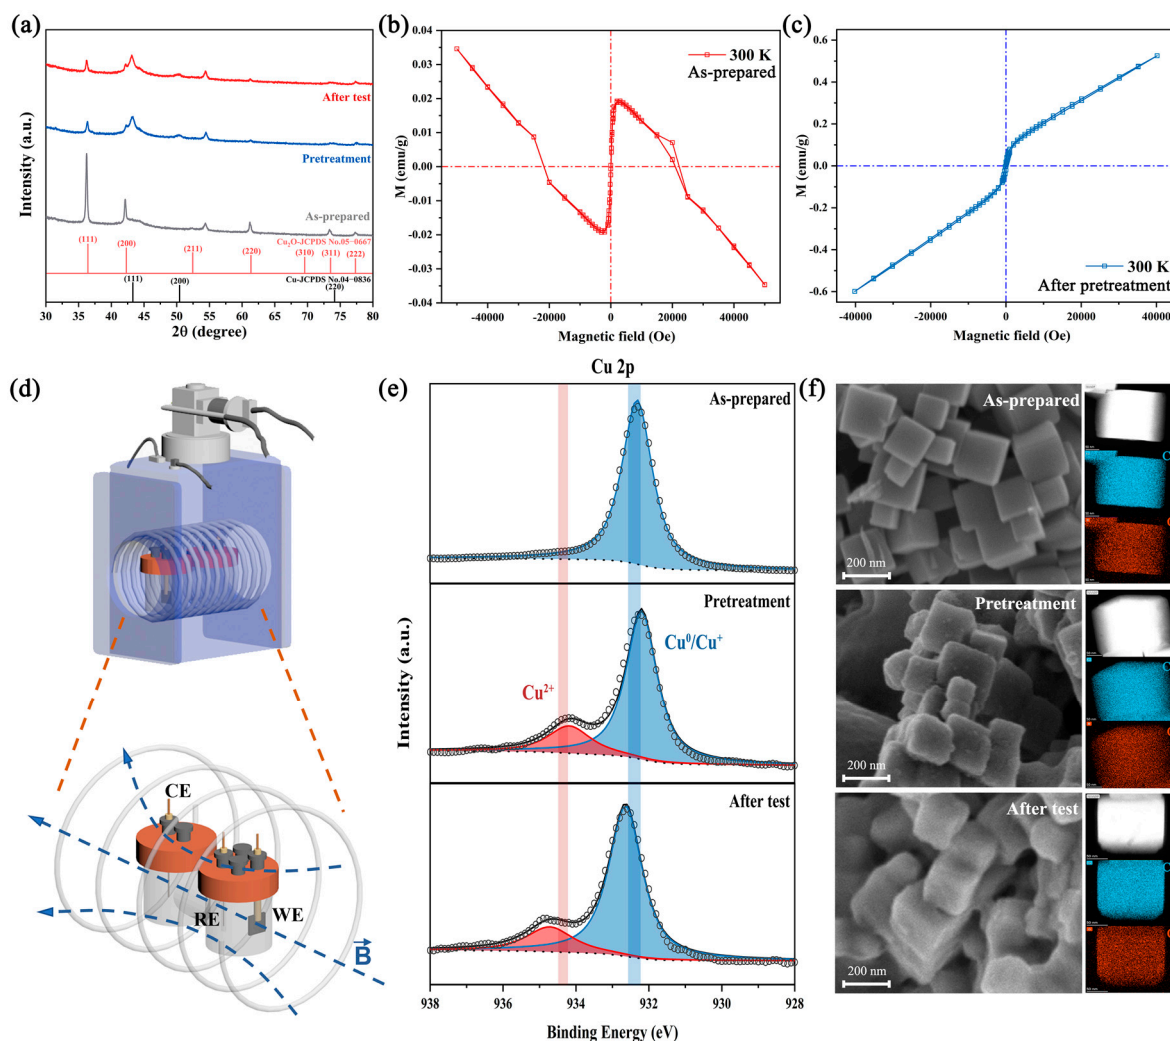 (a)
Intensity (a.u.)
After test
Pretreatment
As-prepared
(111)
(200)
(211)
(220)
(310)
(311)
(222)
Cu₂O-JCPDS No.05-0667
Cu-JCPDS No.04-0836
(111)
(200)
(220)
30 35 40 45 50 55 60 65 70 75 80
2θ (degree)
(b)
M (emu/g)
0.04
0.03
0.02
0.01
0.00
-0.01
-0.02
-0.03
-0.04
300 K
As-prepared
-40000 -20000 0 20000 40000
Magnetic field (Oe)
(c)
M (emu/g)
0.6
0.4
0.2
0.0
-0.2
-0.4
-0.6
300 K
After pretreatment
-40000 -20000 0 20000 40000
Magnetic field (Oe)
(d)
CE
RE
WE
B
(e)
Cu 2p
Intensity (a.u.)
As-prepared
Pretreatment
Cu⁰/Cu⁺
Cu²⁺
After test
938 936 934 932 930 928
Binding Energy (eV)
(f)
As-prepared
200 nm
Pretreatment
200 nm
After test
200 nm